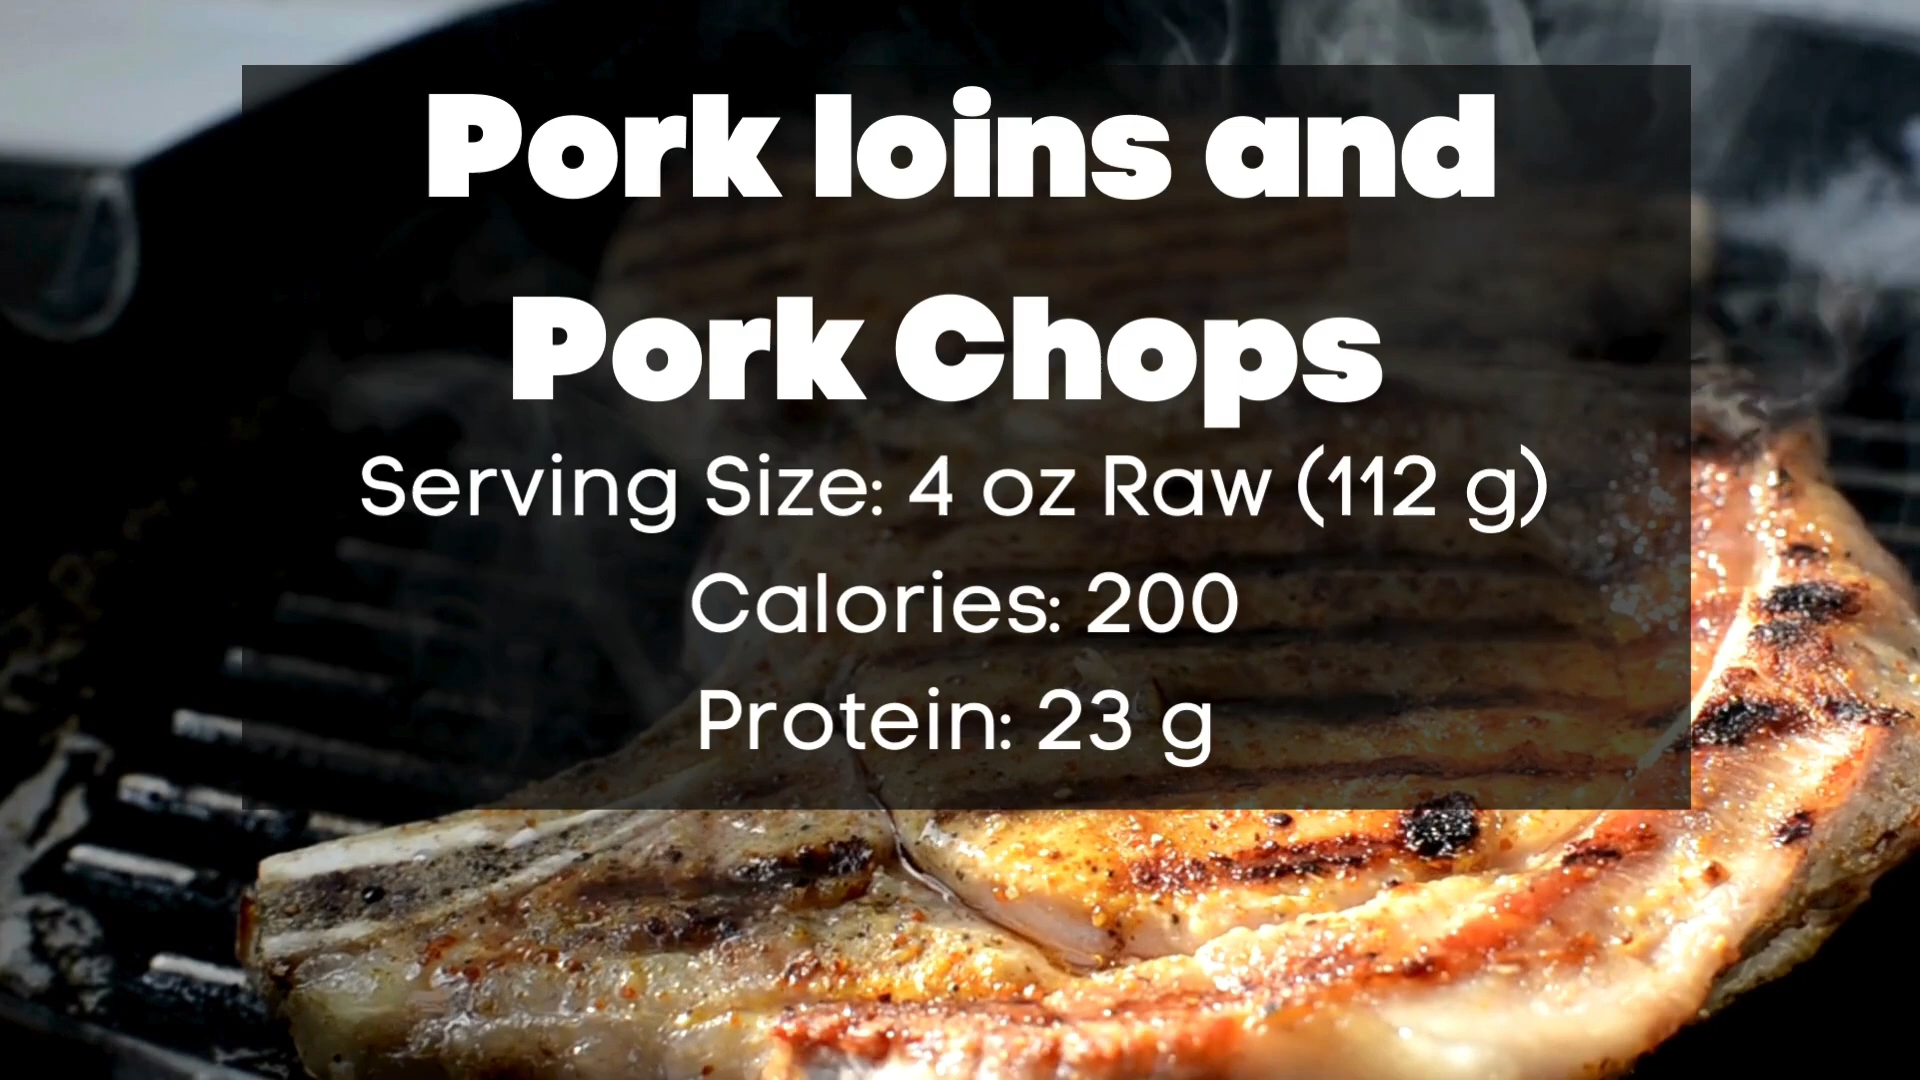 Pork loins and
Pork Chops
Serving Size: 4 oz Raw (112 g)
Calories: 200
Protein: 23 g